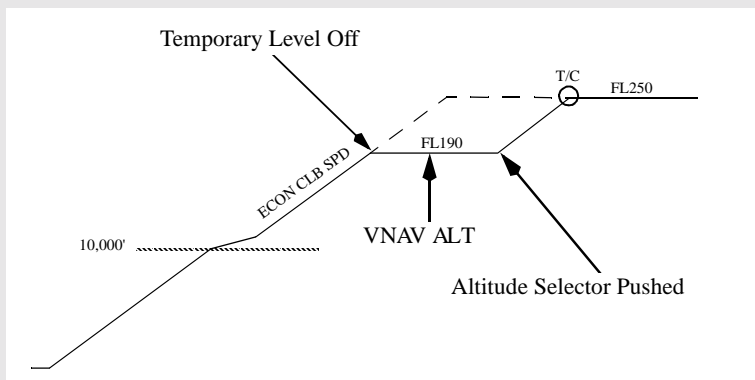 Temporary Level Off
T/C
FL250
FL190
ECON CLB SPD
VNAV ALT
10,000'
Altitude Selector Pushed